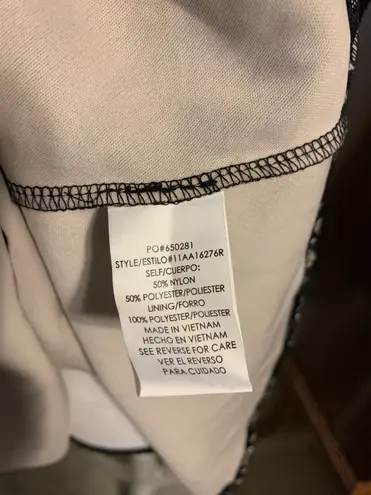 PO#650281
STYLE/ESTILO#11AA16276R
SELF/CUERPO:
50% NYLON
50% POLYESTER/POLIESTER
LINING/FORRO
100% POLYESTER/POLIESTER
MADE IN VIETNAM
HECHO EN VIETNAM
SEE REVERSE FOR CARE
VER EL REVERSO
PARA CUIDADO